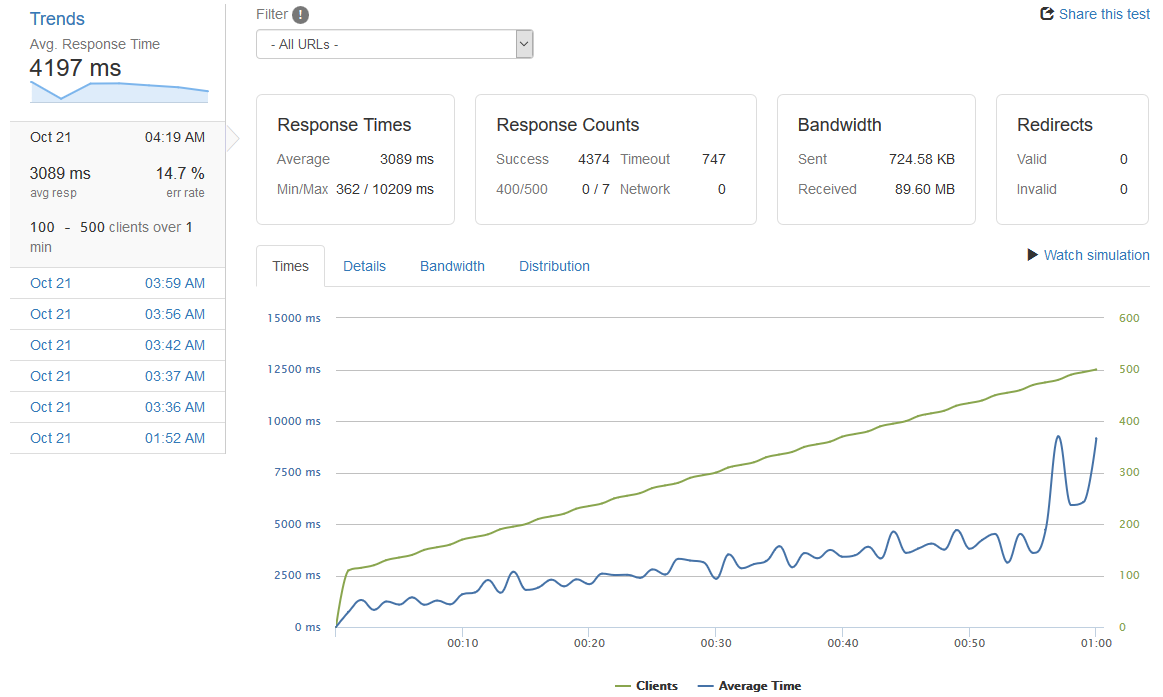 Trends
Avg. Response Time
4197 ms
Oct 21 04:19 AM
3089 ms 14.7 %
avg resp err rate
100 - 500 clients over 1
min
Oct 21 03:59 AM
Oct 21 03:56 AM
Oct 21 03:42 AM
Oct 21 03:37 AM
Oct 21 03:36 AM
Oct 21 01:52 AM
Filter !
- All URLs -
Share this test
Response Times
Average 3089 ms
Min/Max 362 / 10209 ms
Response Counts
Success 4374 Timeout 747
400/500 0 / 7 Network 0
Bandwidth
Sent 724.58 KB
Received 89.60 MB
Redirects
Valid 0
Invalid 0
Times Details Bandwidth Distribution
Watch simulation
15000 ms 600
12500 ms 500
10000 ms 400
7500 ms 300
5000 ms 200
2500 ms 100
0 ms 0
00:10 00:20 00:30 00:40 00:50 01:00
Clients Average Time